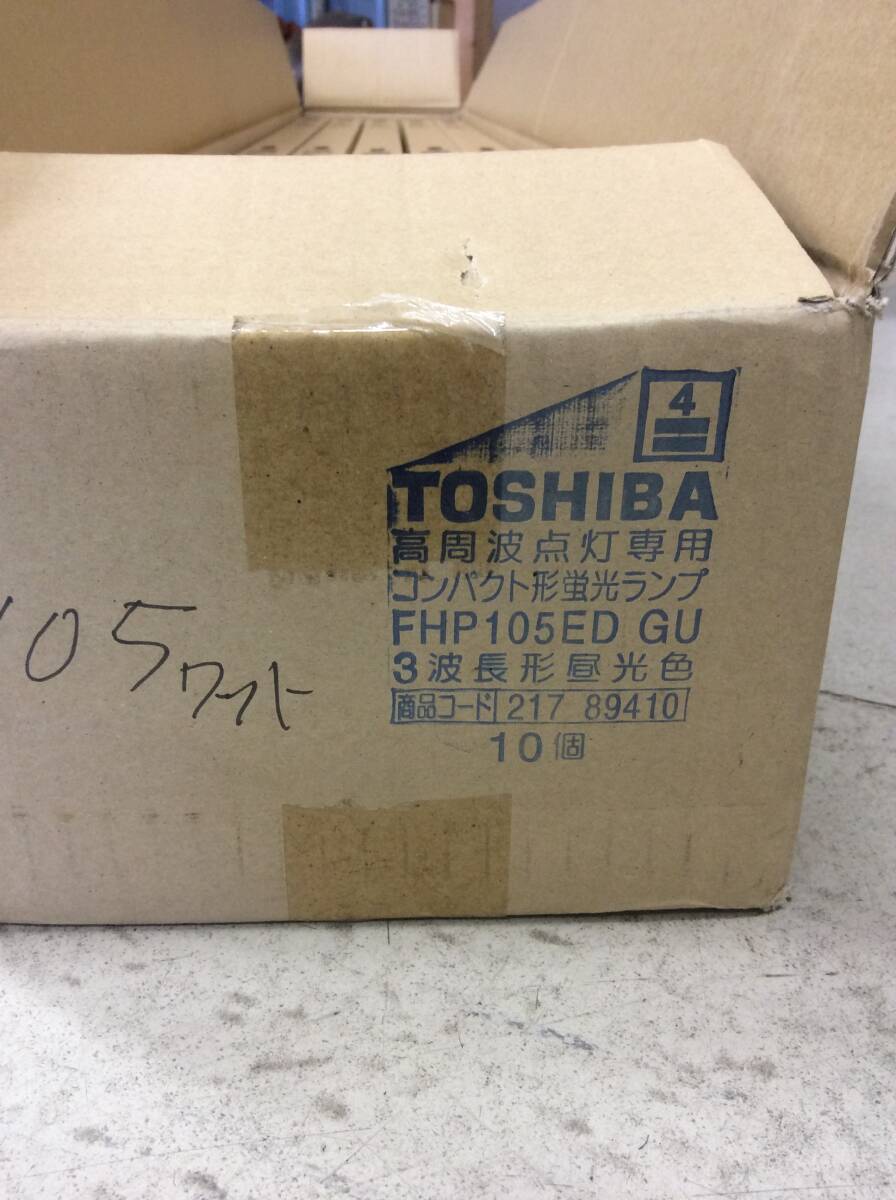 4
TOSHIBA
高周波点灯専用
コンパクト形蛍光ランプ
FHP105ED GU
3波長形昼光色
商品コード 217 89410
10個
105ワット